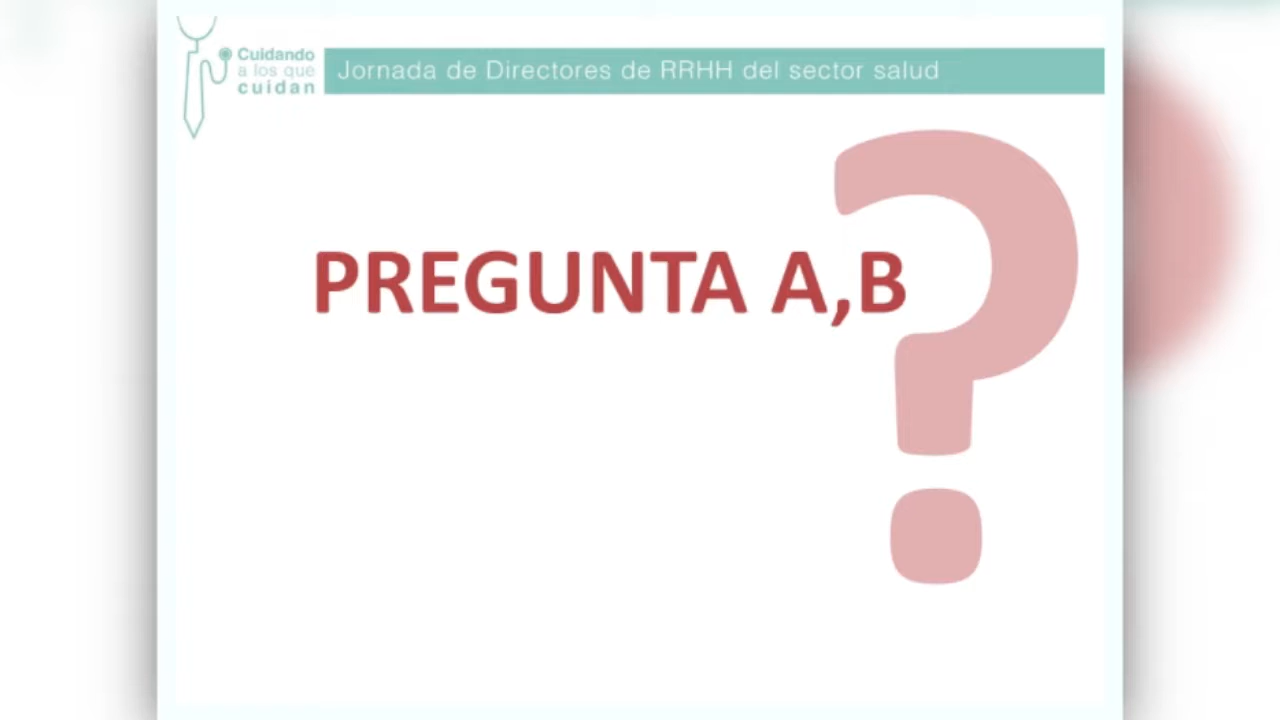 Cuidando
a los que
cuidan
Jornada de Directores de RRHH del sector salud
PREGUNTA A,B
?